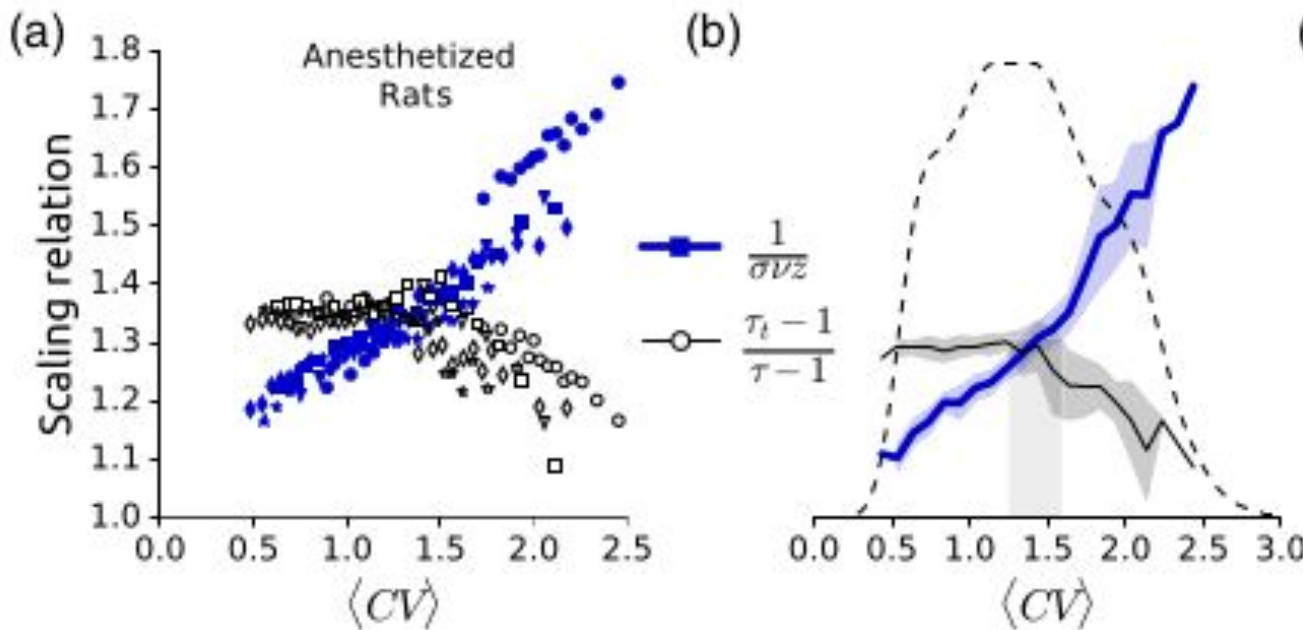 (a)
(b)
(
Anesthetized
Rats
Scaling relation
1.8
1.7
1.6
1.5
1.4
1.3
1.2
1.1
1.0
0.0 0.5 1.0 1.5 2.0 2.5
⟨CV⟩
1
σνz
τt − 1
τ − 1
0.0 0.5 1.0 1.5 2.0 2.5 3.0
⟨CV⟩